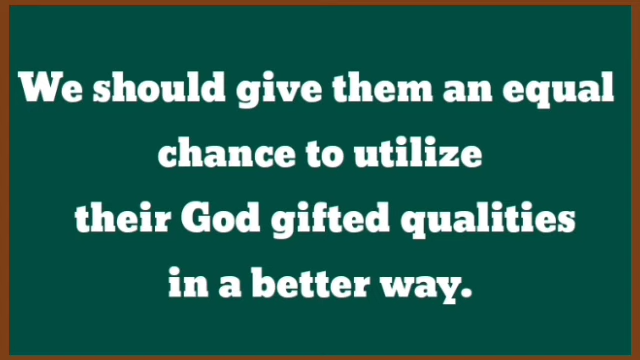 We should give them an equal
chance to utilize
their God gifted qualities
in a better way.